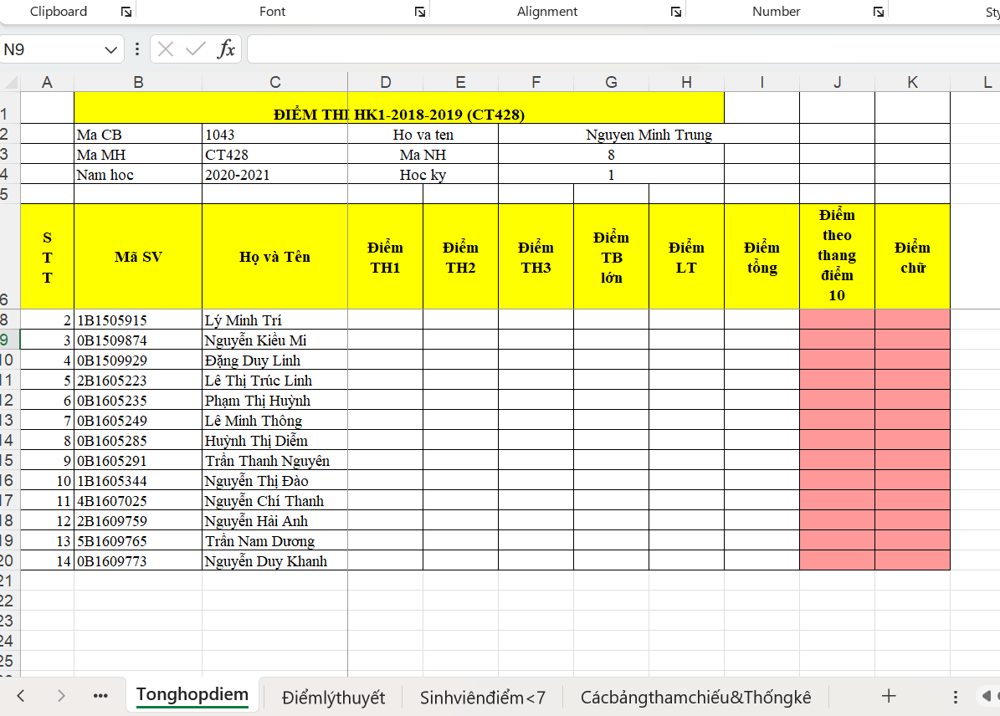 Clipboard Font Alignment Number Sty
N9 fx
A B C D E F G H I J K L
1 ĐIỂM THI HK1-2018-2019 (CT428)
2 Ma CB 1043 Ho va ten Nguyen Minh Trung
3 Ma MH CT428 Ma NH 8
4 Nam hoc 2020-2021 Hoc ky 1
5
6 S T T Mã SV Họ và Tên Điểm TH1 Điểm TH2 Điểm TH3 Điểm TB lớn Điểm LT Điểm tổng Điểm theo thang điểm 10 Điểm chữ
8 2 1B1505915 Lý Minh Trí
9 3 0B1509874 Nguyễn Kiều Mi
10 4 0B1509929 Đặng Duy Linh
11 5 2B1605223 Lê Thị Trúc Linh
12 6 0B1605235 Phạm Thị Huỳnh
13 7 0B1605249 Lê Minh Thông
14 8 0B1605285 Huỳnh Thị Diễm
15 9 0B1605291 Trần Thanh Nguyên
16 10 1B1605344 Nguyễn Thị Đào
17 11 4B1607025 Nguyễn Chí Thanh
18 12 2B1609759 Nguyễn Hải Anh
19 13 5B1609765 Trần Nam Dương
20 14 0B1609773 Nguyễn Duy Khanh
21
22
23
24
25
Tonghopdiem Điểmlýthuyết Sinhviênđiểm<7 Cácbảngthamchiếu&Thốngkê